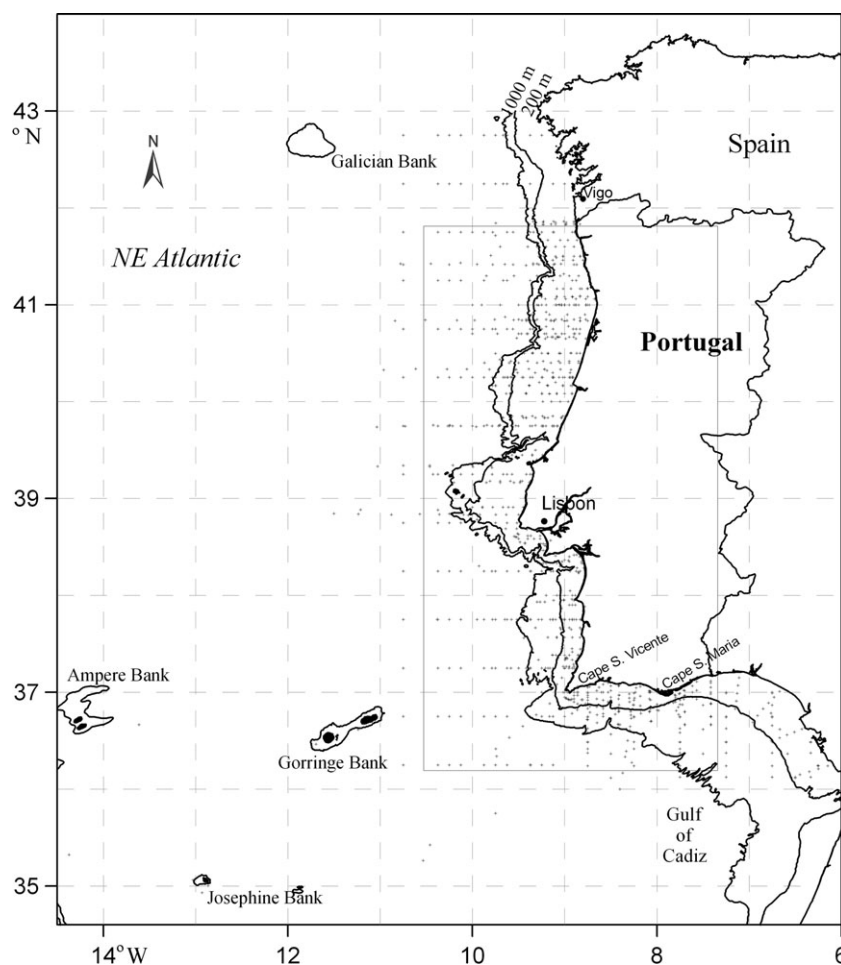 43
° N
1000 m
200 m
N
Galician Bank
Spain
Vigo
NE Atlantic
41
Portugal
39
Lisbon
Cape S. Vicente
Cape S. Maria
Ampere Bank
37
Gorringe Bank
Gulf
of
Cadiz
35
Josephine Bank
14°W
12
10
8
6